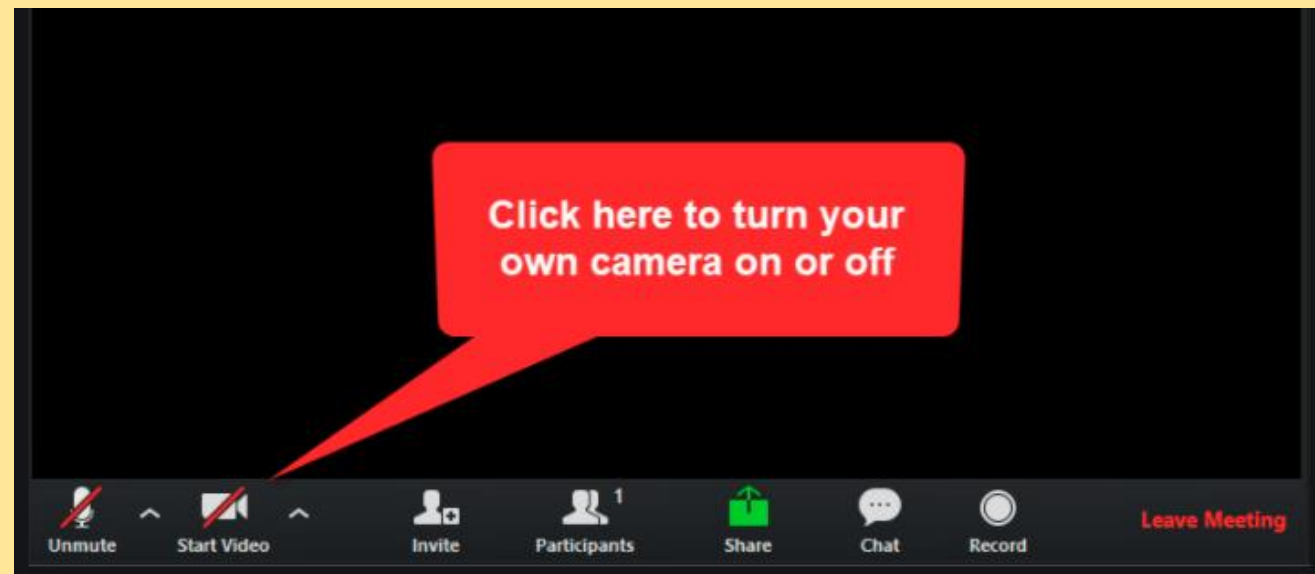 Click here to turn your
own camera on or off
1
Unmute
Start Video
Invite
Participants
Share
Chat
Record
Leave Meeting